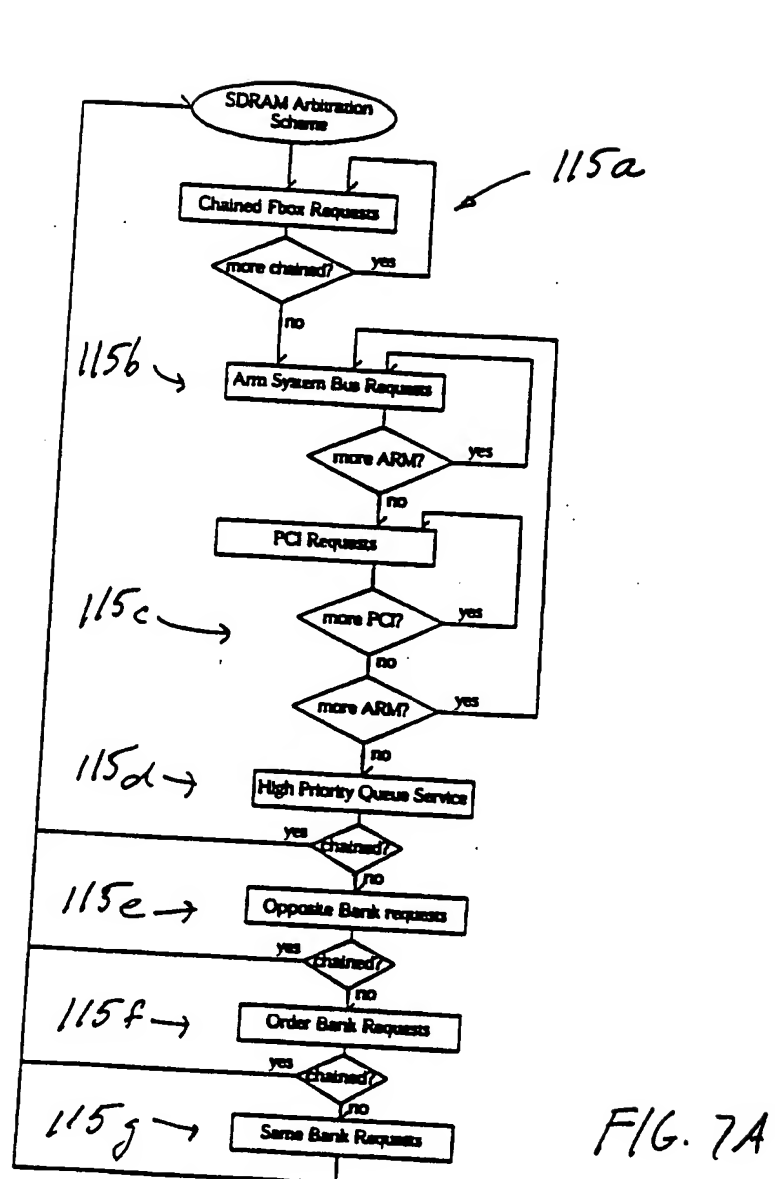 SDRAM Arbitration
Scheme
115a
Chained Fbox Requests
more chained?
yes
no
115b
Arm System Bus Requests
more ARM?
yes
no
PCI Requests
115c
more PCI?
yes
no
more ARM?
yes
no
115d
High Priority Queue Service
yes
chained?
no
115e
Opposite Bank requests
yes
chained?
no
115f
Order Bank Requests
yes
chained?
no
115g
Same Bank Requests
FIG. 7A